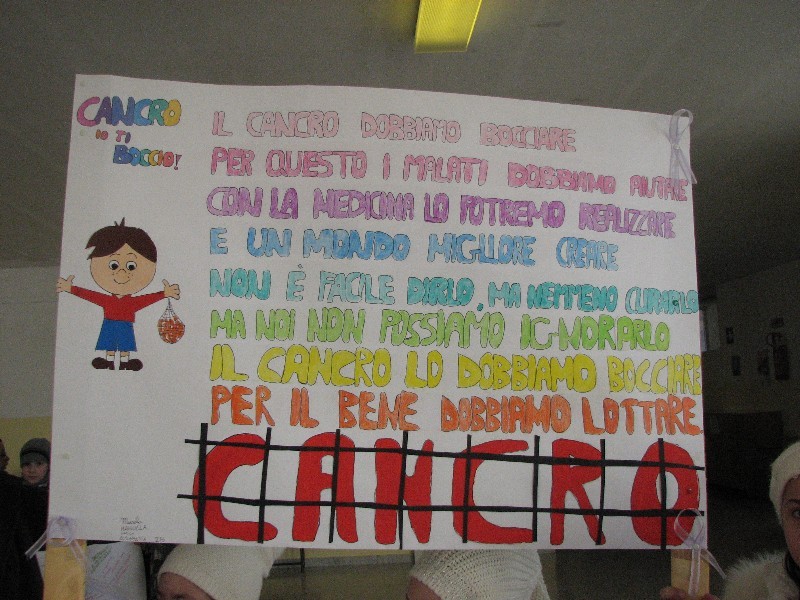 CANCRO
IO TI
BOCCIO!
IL CANCRO DOBBIAMO BOCCIARE
PER QUESTO I MALATI DOBBIAMO AIUTARE
CON LA MEDICINA LO POTREMO REALIZZARE
E UN MONDO MIGLIORE CREARE
NON È FACILE DIRLO, MA NEMMENO CURARLO
MA NOI NON POSSIAMO IGNORARLO
IL CANCRO LO DOBBIAMO BOCCIARE
PER IL BENE DOBBIAMO LOTTARE
CANCRO